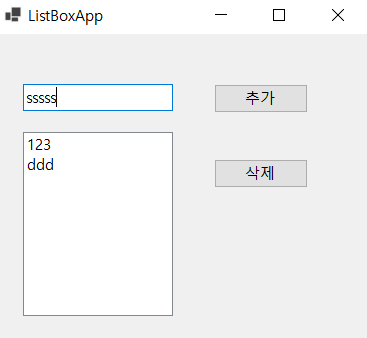 ListBoxApp
sssss
추가
123
ddd
삭제